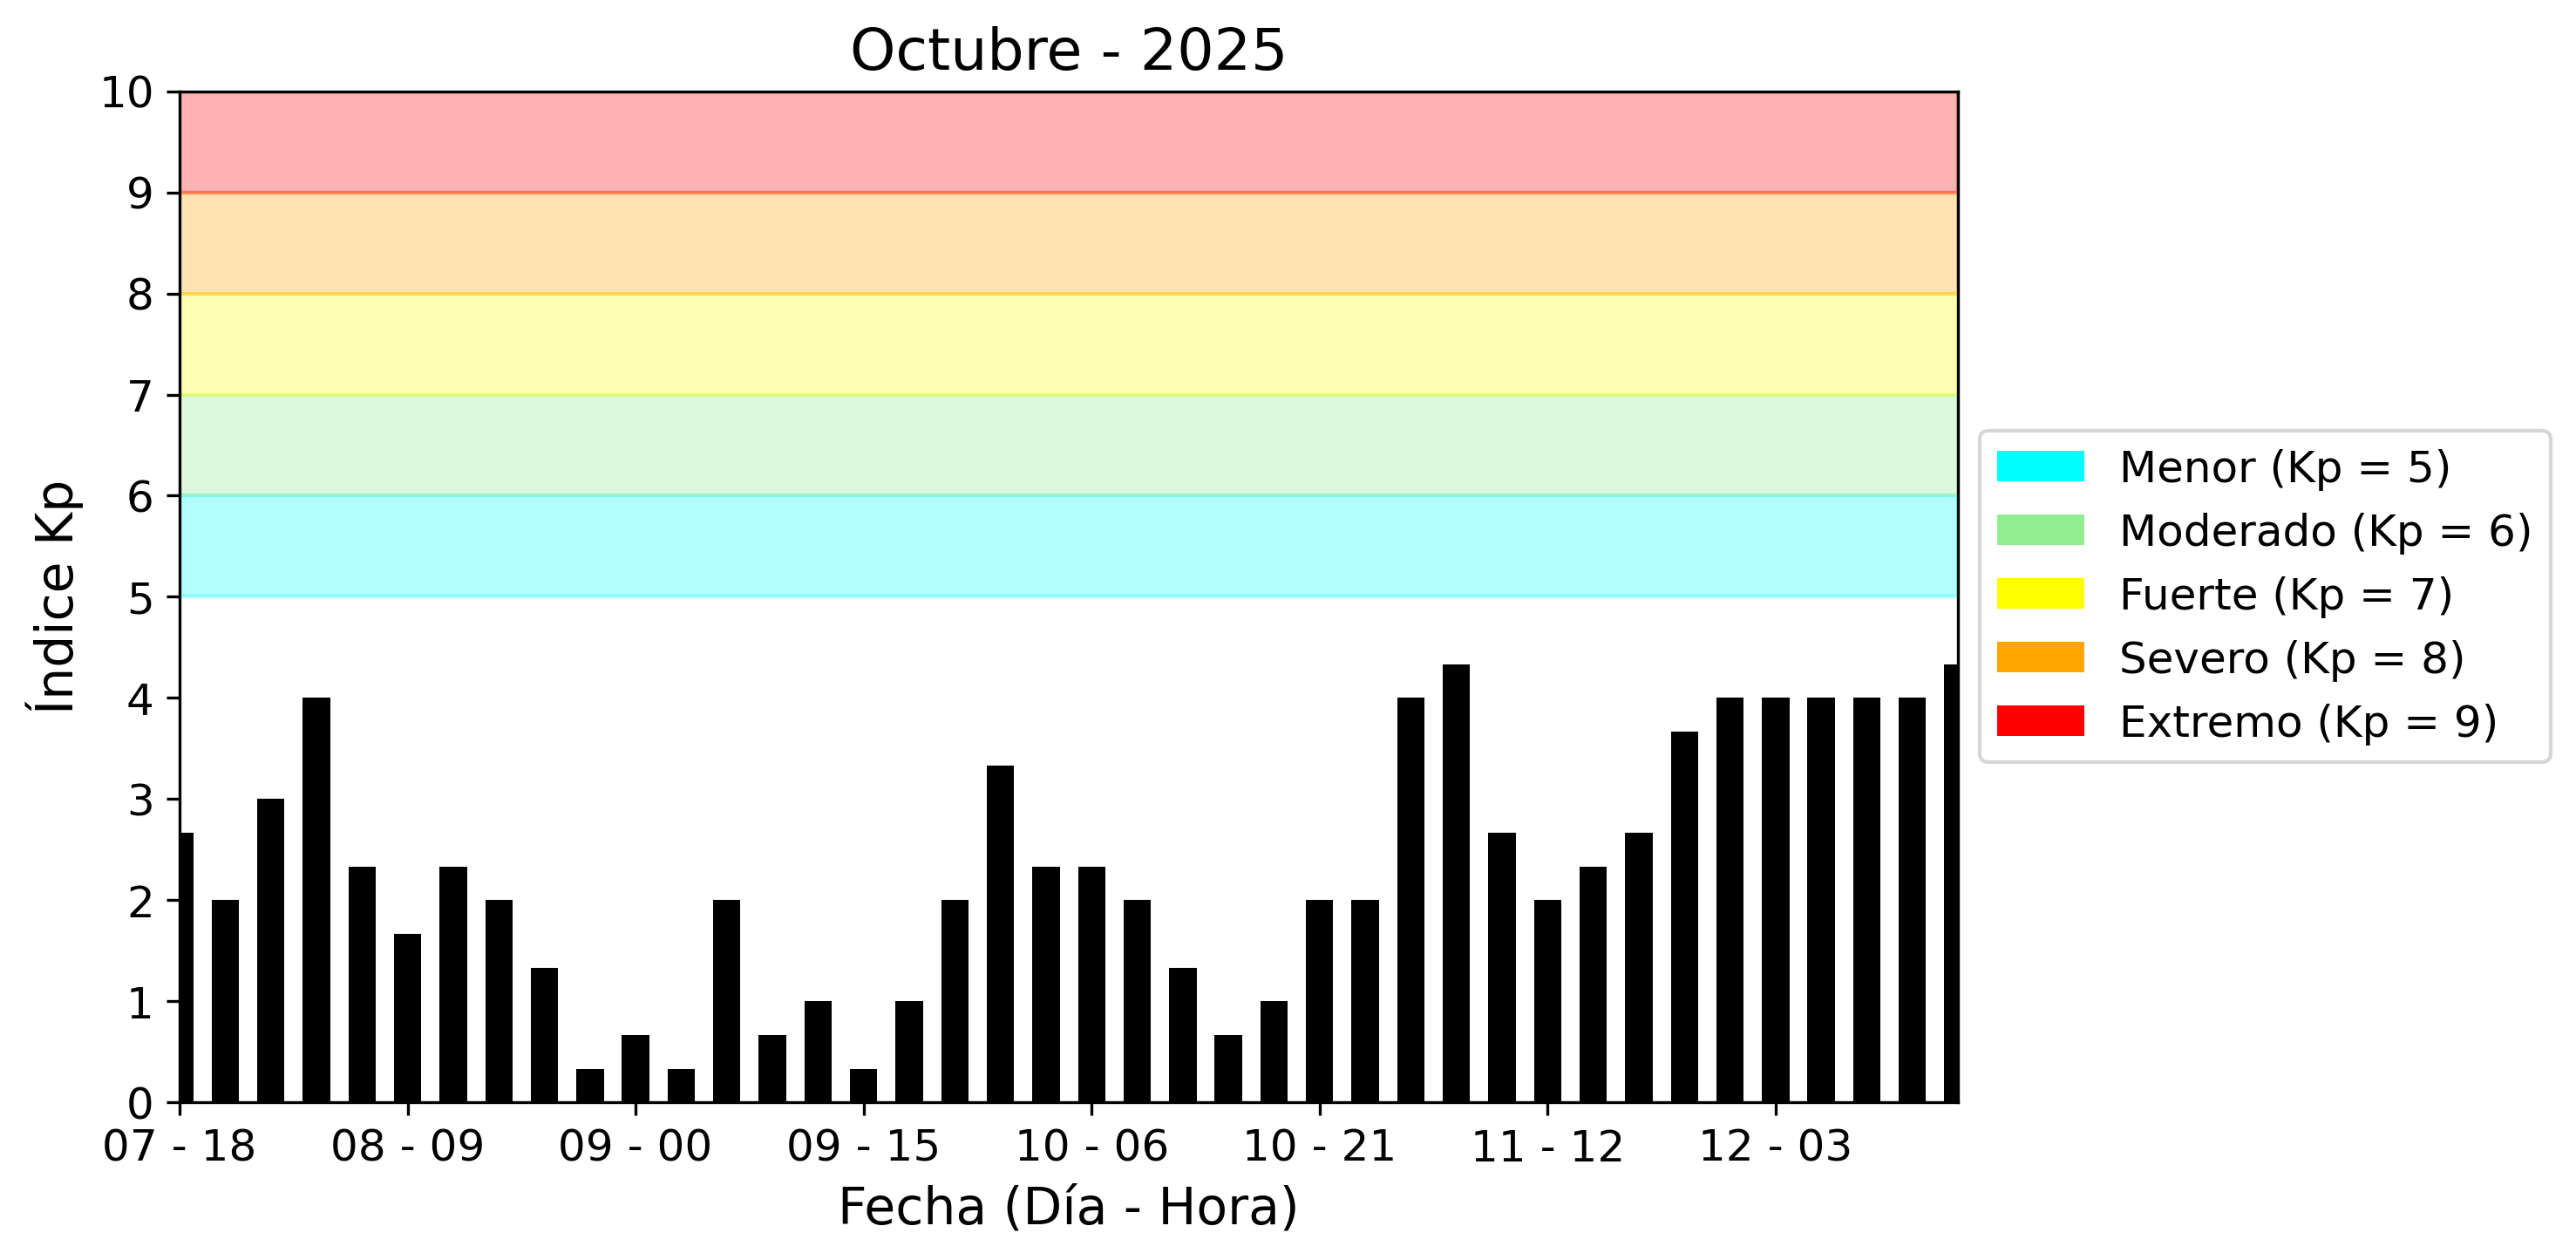 Octubre - 2025
Índice Kp
10
9
8
7
6
5
4
3
2
1
0
07 - 18
08 - 09
09 - 00
09 - 15
10 - 06
10 - 21
11 - 12
12 - 03
Fecha (Día - Hora)
Menor (Kp = 5)
Moderado (Kp = 6)
Fuerte (Kp = 7)
Severo (Kp = 8)
Extremo (Kp = 9)